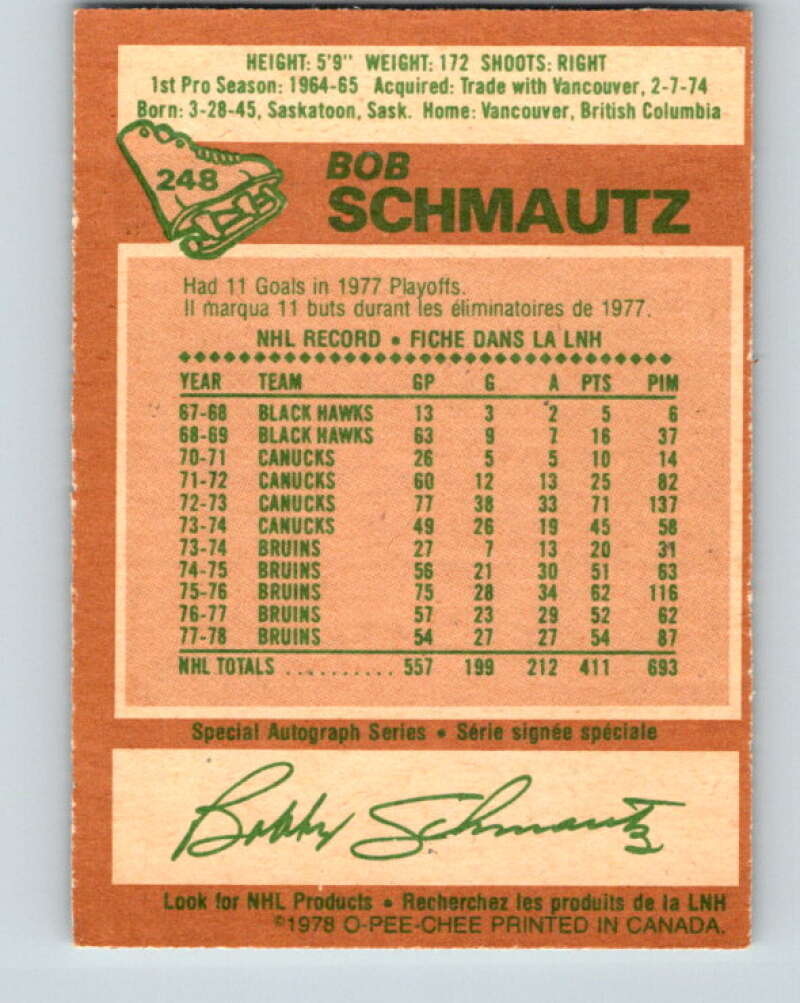 HEIGHT: 5'9" WEIGHT: 172 SHOOTS: RIGHT
1st Pro Season: 1964-65 Acquired: Trade with Vancouver, 2-7-74
Born: 3-28-45, Saskatoon, Sask. Home: Vancouver, British Columbia
248
BOB
SCHMAUTZ
Had 11 Goals in 1977 Playoffs.
Il marqua 11 buts durant les éliminatoires de 1977.
NHL RECORD • FICHE DANS LA LNH
YEAR TEAM GP G A PTS PIM
67-68 BLACK HAWKS 13 3 2 5 6
68-69 BLACK HAWKS 63 9 7 16 37
70-71 CANUCKS 26 5 5 10 14
71-72 CANUCKS 60 12 13 25 82
72-73 CANUCKS 77 38 33 71 137
73-74 CANUCKS 49 26 19 45 58
73-74 BRUINS 27 7 13 20 31
74-75 BRUINS 56 21 30 51 63
75-76 BRUINS 75 28 34 62 116
76-77 BRUINS 57 23 29 52 62
77-78 BRUINS 54 27 27 54 87
NHL TOTALS .......... 557 199 212 411 693
Special Autograph Series • Série signée spéciale
Bobby Schmautz
Look for NHL Products • Recherchez les produits de la LNH
©1978 O-PEE-CHEE PRINTED IN CANADA.